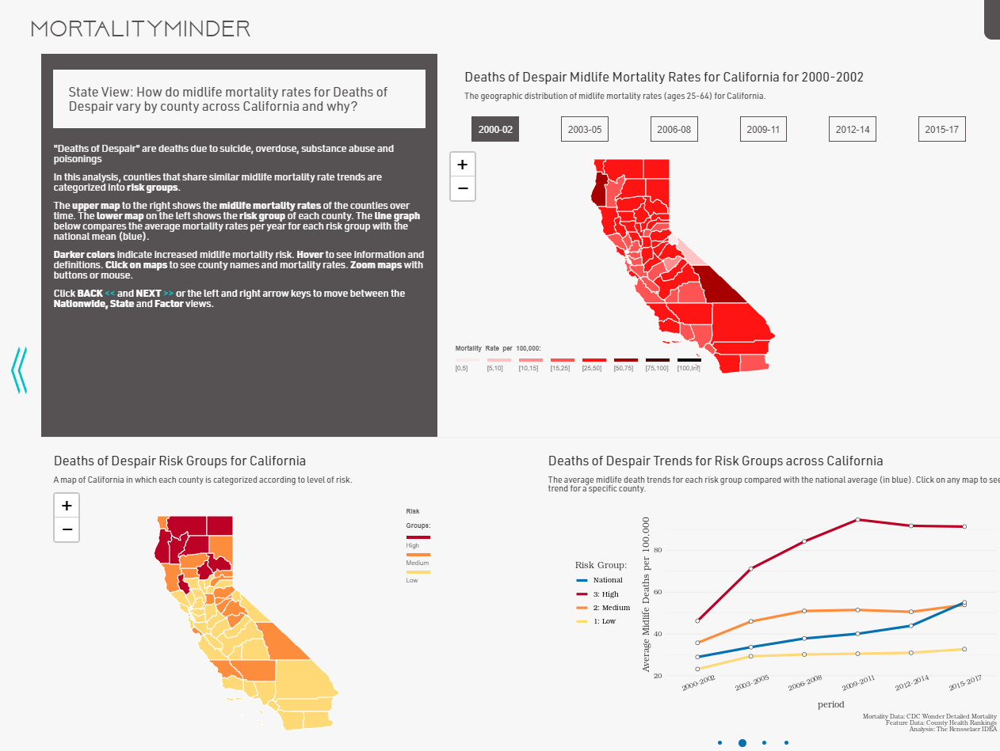 MORTALITYMINDER
State View: How do midlife mortality rates for Deaths of
Despair vary by county across California and why?
"Deaths of Despair" are deaths due to suicide, overdose, substance abuse and
poisonings
In this analysis, counties that share similar midlife mortality rate trends are
categorized into risk groups.
The upper map to the right shows the midlife mortality rates of the counties over
time. The lower map on the left shows the risk group of each county. The line graph
below compares the average mortality rates per year for each risk group with the
national mean (blue).
Darker colors indicate increased midlife mortality risk. Hover to see information and
definitions. Click on maps to see county names and mortality rates. Zoom maps with
buttons or mouse.
Click BACK << and NEXT >> or the left and right arrow keys to move between the
Nationwide, State and Factor views.
Deaths of Despair Midlife Mortality Rates for California for 2000-2002
The geographic distribution of midlife mortality rates (ages 25-64) for California.
2000-02 2003-05 2006-08 2009-11 2012-14 2015-17
+
−
Mortality Rate per 100,000:
[0,5] [5,10] [10,15] [15,25] [25,50] [50,75] [75,100] [100,Inf]
Deaths of Despair Risk Groups for California
A map of California in which each county is categorized according to level of risk.
+
−
Risk
Groups:
High
Medium
Low
Deaths of Despair Trends for Risk Groups across California
The average midlife death trends for each risk group compared with the national average (in blue). Click on any map to see
trend for a specific county.
Risk Group:
National
3: High
2: Medium
1: Low
Average Midlife Deaths per 100,000
80
60
40
20
2000-2002 2003-2005 2006-2008 2009-2011 2012-2014 2015-2017
period
Mortality Data: CDC Wonder Detailed Mortality
Feature Data: County Health Rankings
Analysis: The Rensselaer IDEA